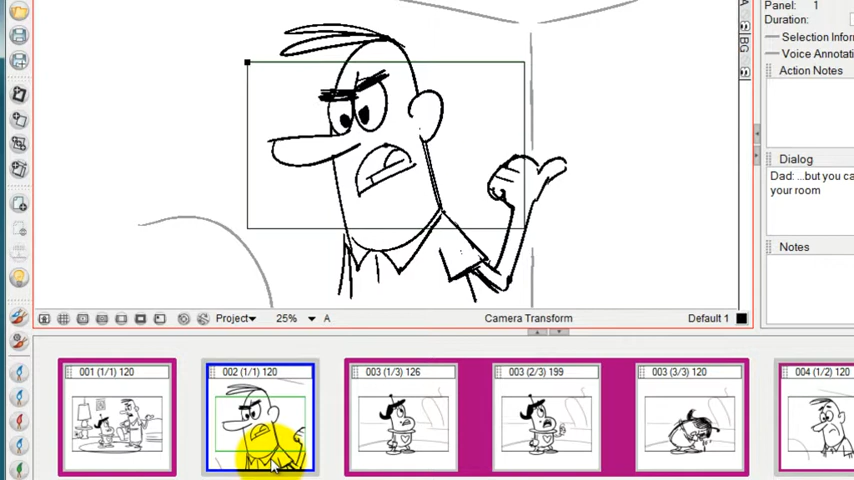 Panel: 1
Duration:
Selection Infor
Voice Annotati
BG
Action Notes
Dialog
Dad: ...but you ca
your room
Notes
Project 25% A Camera Transform Default 1
001 (1/1) 120 002 (1/1) 120 003 (1/3) 126 003 (2/3) 199 003 (3/3) 120 004 (1/2) 120